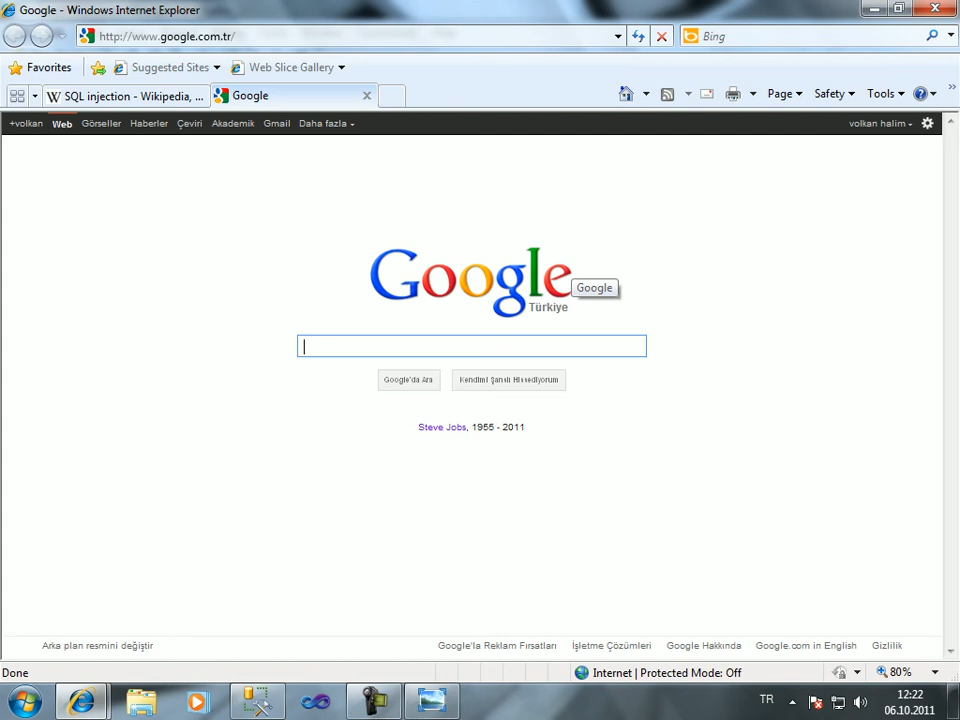 Google - Windows Internet Explorer
http://www.google.com.tr/
Bing
Favorites Suggested Sites Web Slice Gallery
SQL injection - Wikipedia, ... Google
Page Safety Tools
+volkan Web Görseller Haberler Çeviri Akademik Gmail Daha fazla
volkan halim
Google
Türkiye
Google
Google'da Ara Kendimi Şanslı Hissediyorum
Steve Jobs, 1955 - 2011
Arka plan resmini değiştir Google'la Reklam Fırsatları İşletme Çözümleri Google Hakkında Google.com in English Gizlilik
Done Internet | Protected Mode: Off 80%
TR 12:22
06.10.2011